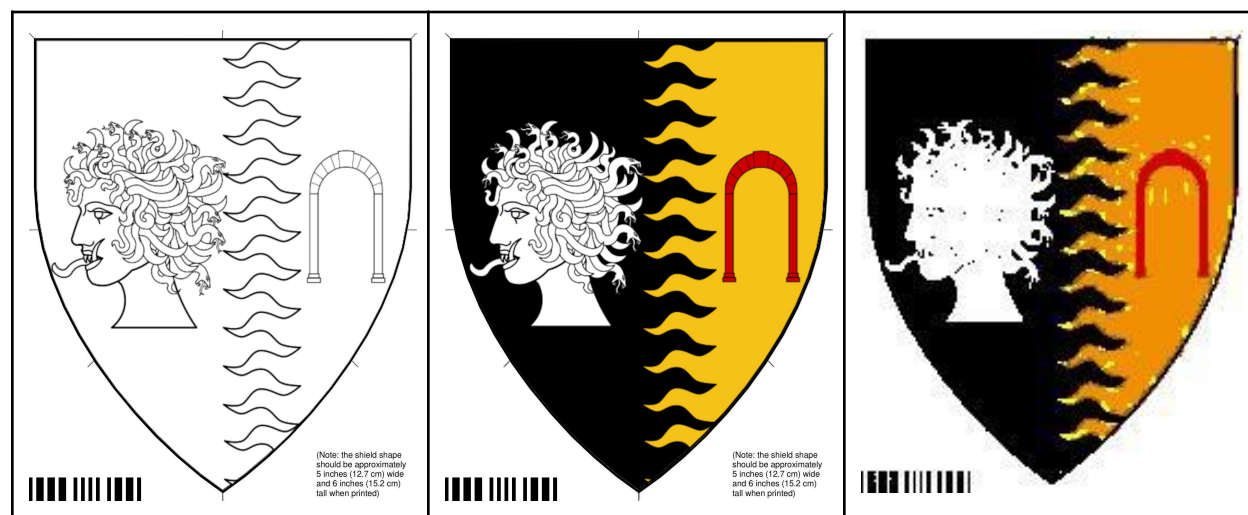 (Note: the shield shape
should be approximately
5 inches (12.7 cm) wide
and 6 inches (15.2 cm)
tall when printed)
(Note: the shield shape
should be approximately
5 inches (12.7 cm) wide
and 6 inches (15.2 cm)
tall when printed)